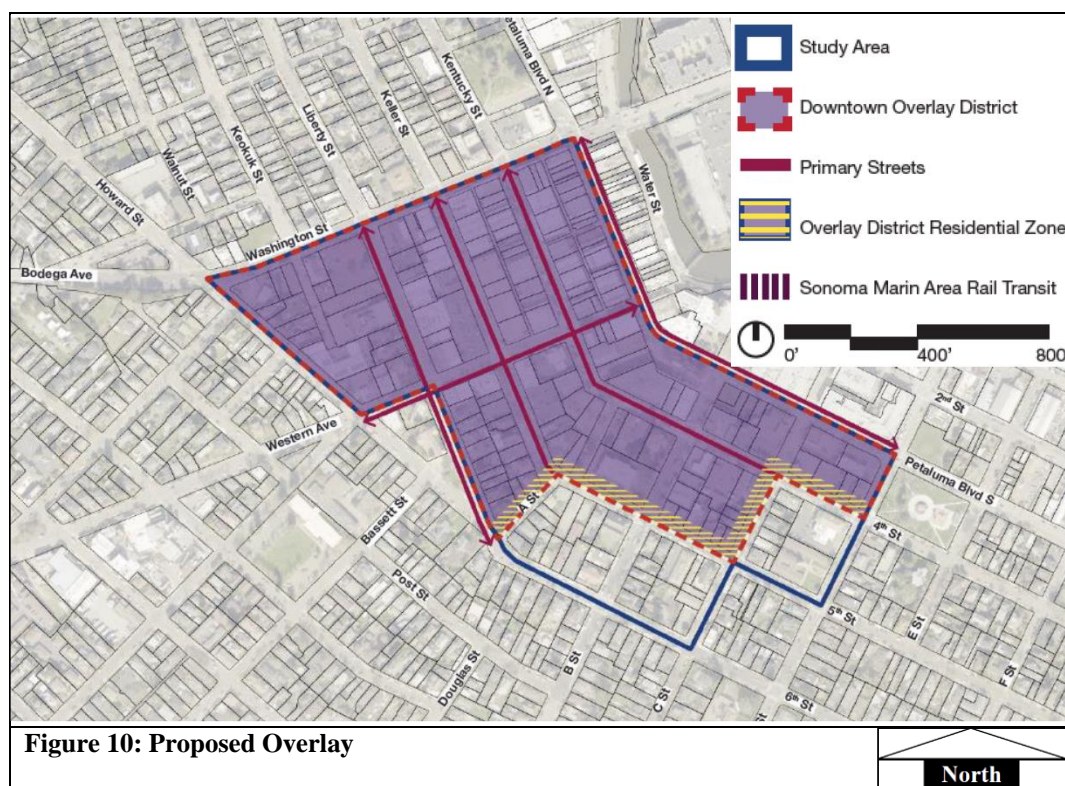 etaluma Blvd N
Kentucky St
Keller St
Liberty St
Keokuk St
Walnut St
Howard St
Water St
Washington St
Bodega Ave
Western Ave
Bassett St
Post St
Douglas St
A St
B St
C St
St
2nd St
Petaluma Blvd S
4th St
5th St
E St
F St
6th St
Study Area
Downtown Overlay District
Primary Streets
Overlay District Residential Zone
Sonoma Marin Area Rail Transit
0' 400' 800'
Figure 10: Proposed Overlay
North